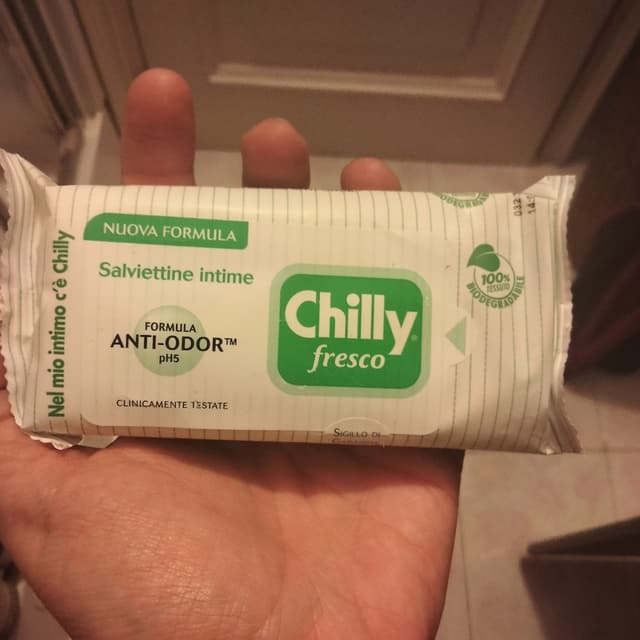 NUOVA FORMULA
Salviettine intime
FORMULA
ANTI-ODOR™
pH5
CLINICAMENTE TESTATE
Nel mio intimo c'è Chilly
Chilly®
fresco
100%
TESSUTO
BIODEGRADABILE
SIGILLO DI